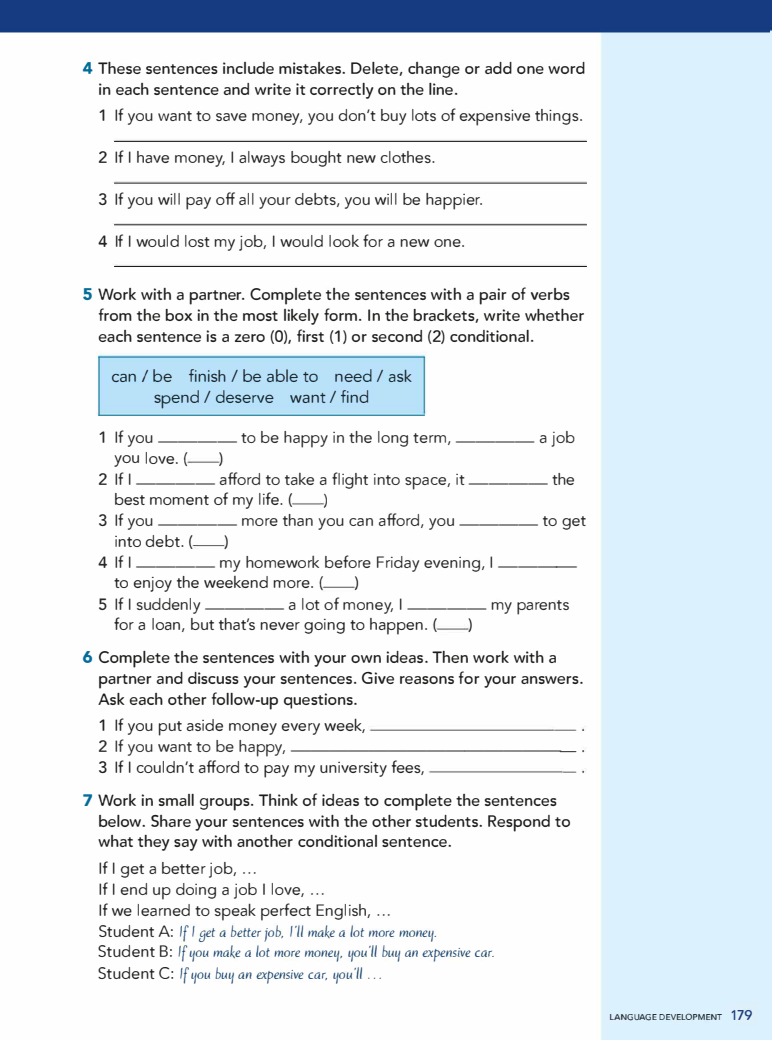 4 These sentences include mistakes. Delete, change or add one word
in each sentence and write it correctly on the line.
1 If you want to save money, you don't buy lots of expensive things.
2 If I have money, I always bought new clothes.
3 If you will pay off all your debts, you will be happier.
4 If I would lost my job, I would look for a new one.
5 Work with a partner. Complete the sentences with a pair of verbs
from the box in the most likely form. In the brackets, write whether
each sentence is a zero (0), first (1) or second (2) conditional.
can / be finish / be able to need / ask
spend / deserve want / find
1 If you ________ to be happy in the long term, ________ a job
you love. (___)
2 If I ________ afford to take a flight into space, it ________ the
best moment of my life. (___)
3 If you ________ more than you can afford, you ________ to get
into debt. (___)
4 If I ________ my homework before Friday evening, I ________
to enjoy the weekend more. (___)
5 If I suddenly ________ a lot of money, I ________ my parents
for a loan, but that's never going to happen. (___)
6 Complete the sentences with your own ideas. Then work with a
partner and discuss your sentences. Give reasons for your answers.
Ask each other follow-up questions.
1 If you put aside money every week, ____________________ .
2 If you want to be happy, ____________________ .
3 If I couldn't afford to pay my university fees, ____________________ .
7 Work in small groups. Think of ideas to complete the sentences
below. Share your sentences with the other students. Respond to
what they say with another conditional sentence.
If I get a better job, …
If I end up doing a job I love, …
If we learned to speak perfect English, …
Student A: If I get a better job, I'll make a lot more money.
Student B: If you make a lot more money, you'll buy an expensive car.
Student C: If you buy an expensive car, you'll …
LANGUAGE DEVELOPMENT 179